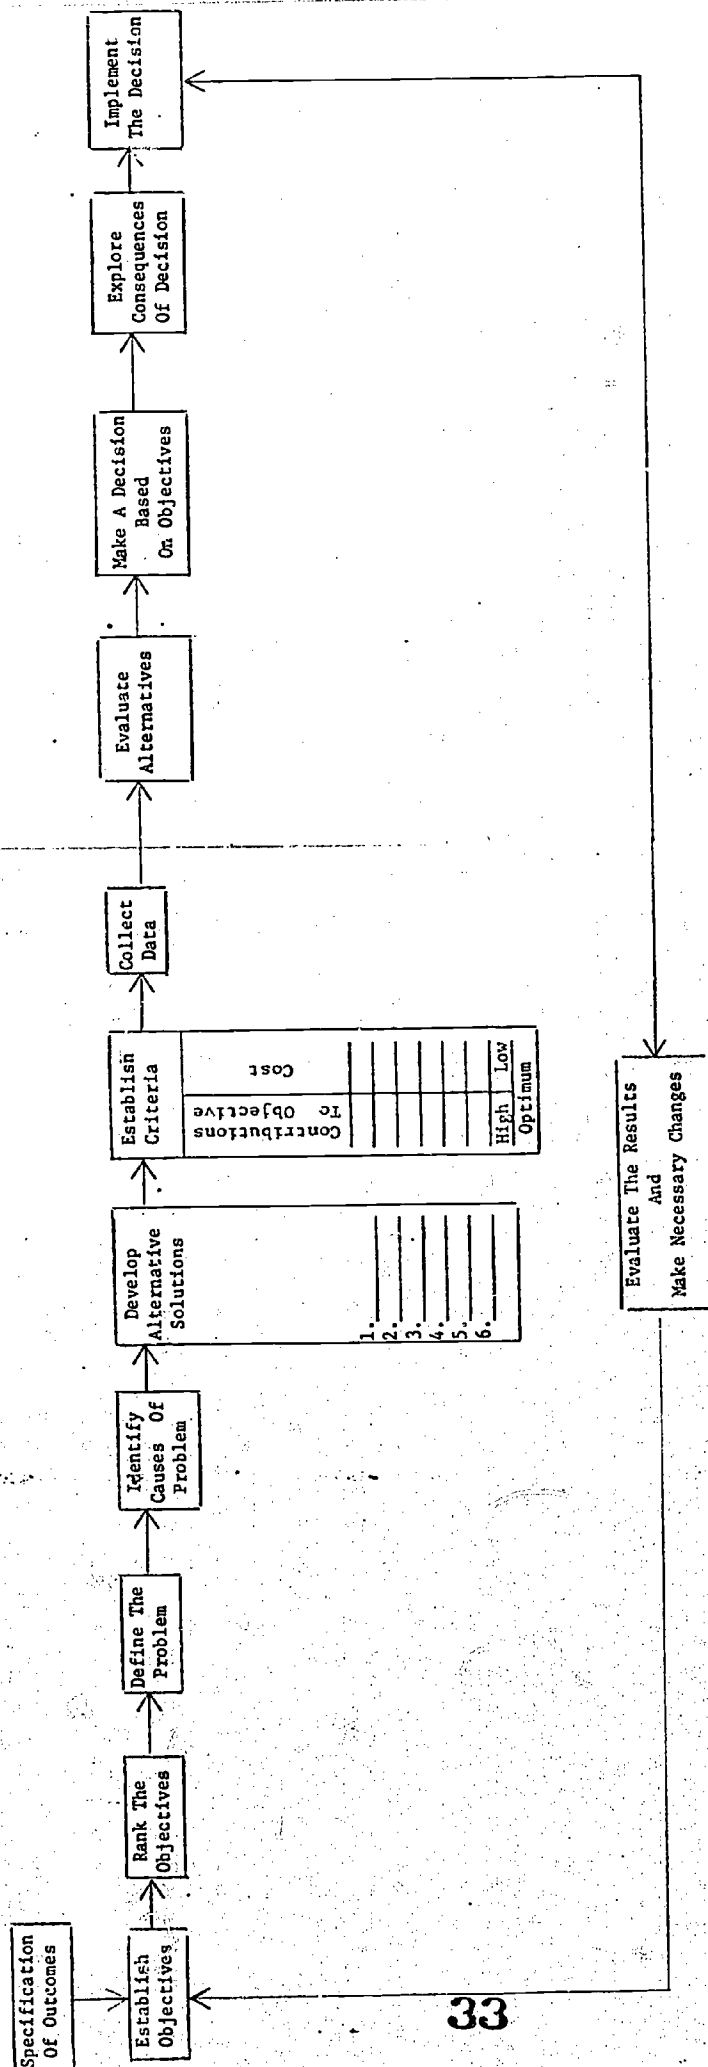 Specification
Of Outcomes
Establish
Objectives
Rank The
Objectives
Define The
Problem
Identify
Causes Of
Problem
Develop
Alternative
Solutions
1.
2.
3.
4.
5.
6.
Establish
Criteria
Contributions
To Objective
Cost
High
Low
Optimum
Collect
Data
Evaluate
Alternatives
Make A Decision
Based
On Objectives
Explore
Consequences
Of Decision
Implement
The Decision
Evaluate The Results
And
Make Necessary Changes
33